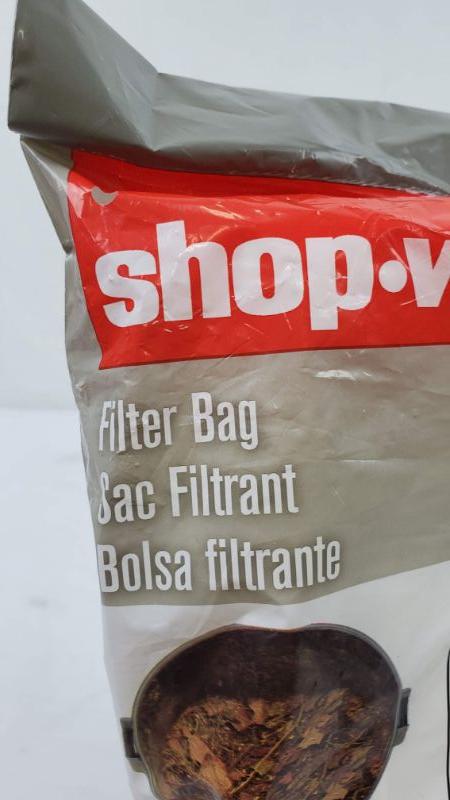 shop•v
Filter Bag
Sac Filtrant
Bolsa filtrante